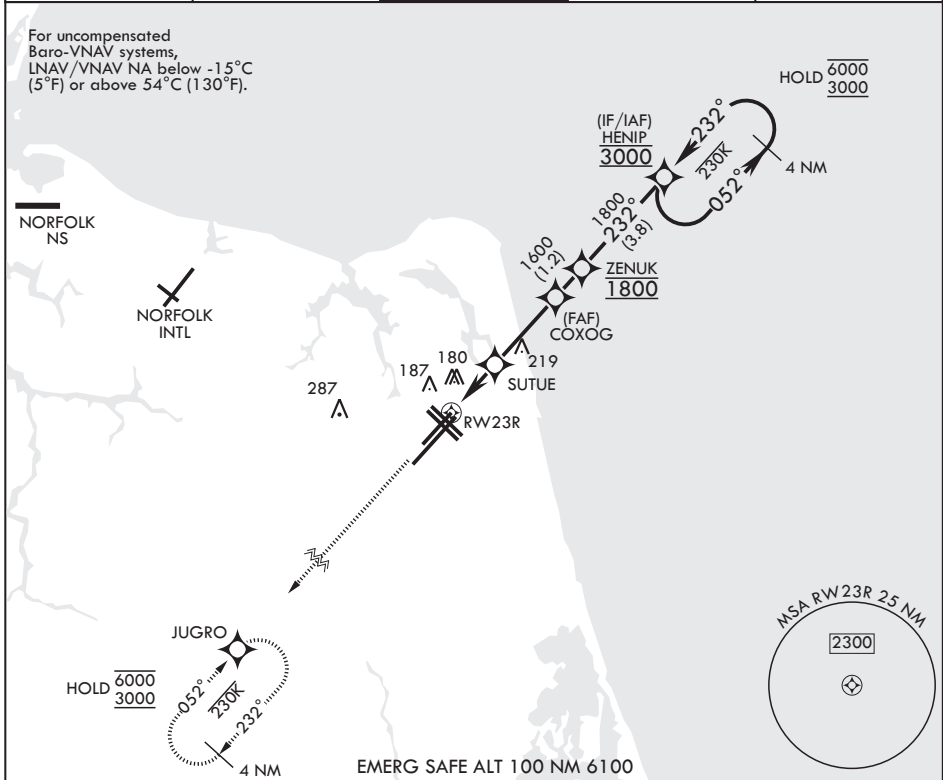 For uncompensated
Baro-VNAV systems,
LNAV/VNAV NA below -15°C
(5°F) or above 54°C (130°F).
HOLD 6000
3000
(IF/IAF)
HENIP
3000
232°
230K
052°
4 NM
1800
232°
(3.8)
NORFOLK
NS
1600
(1.2)
ZENUK
1800
NORFOLK
INTL
(FAF)
COXOG
219
187
180
SUTUE
287
RW23R
MSA RW23R 25 NM
2300
JUGRO
HOLD 6000
3000
052°
230K
232°
4 NM
EMERG SAFE ALT 100 NM 6100